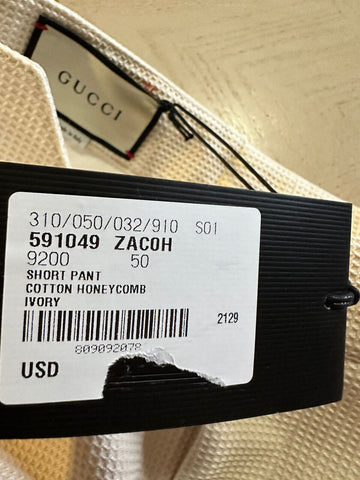 GUCCI
310/050/032/910 S01
591049 ZACOH
9200 50
SHORT PANT
COTTON HONEYCOMB
IVORY
2129
809092078
USD